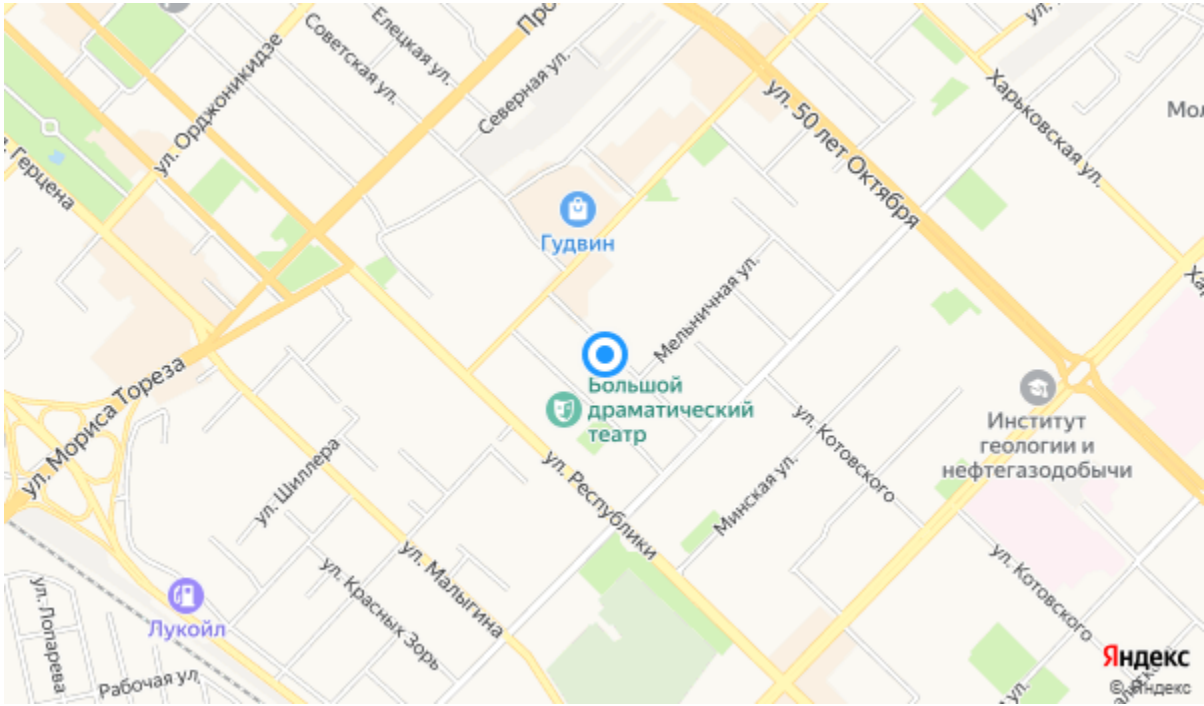 Елецкая ул.
Советская ул.
Северная ул.
ул. Орджоникидзе
Герцена
ул. 50 лет Октября
Харьковская ул.
Гудвин
Мельничная ул.
ул. Мориса Тореза
Большой
драматический
театр
Институт
геологии и
нефтегазодобычи
ул. Котовского
ул. Шиллера
ул. Республики
Минская ул.
ул. Малыгина
ул. Красных Зорь
ул. Котовского
Лукойл
ул. Лопарева
Рабочая ул.
Яндекс
© Яндекс